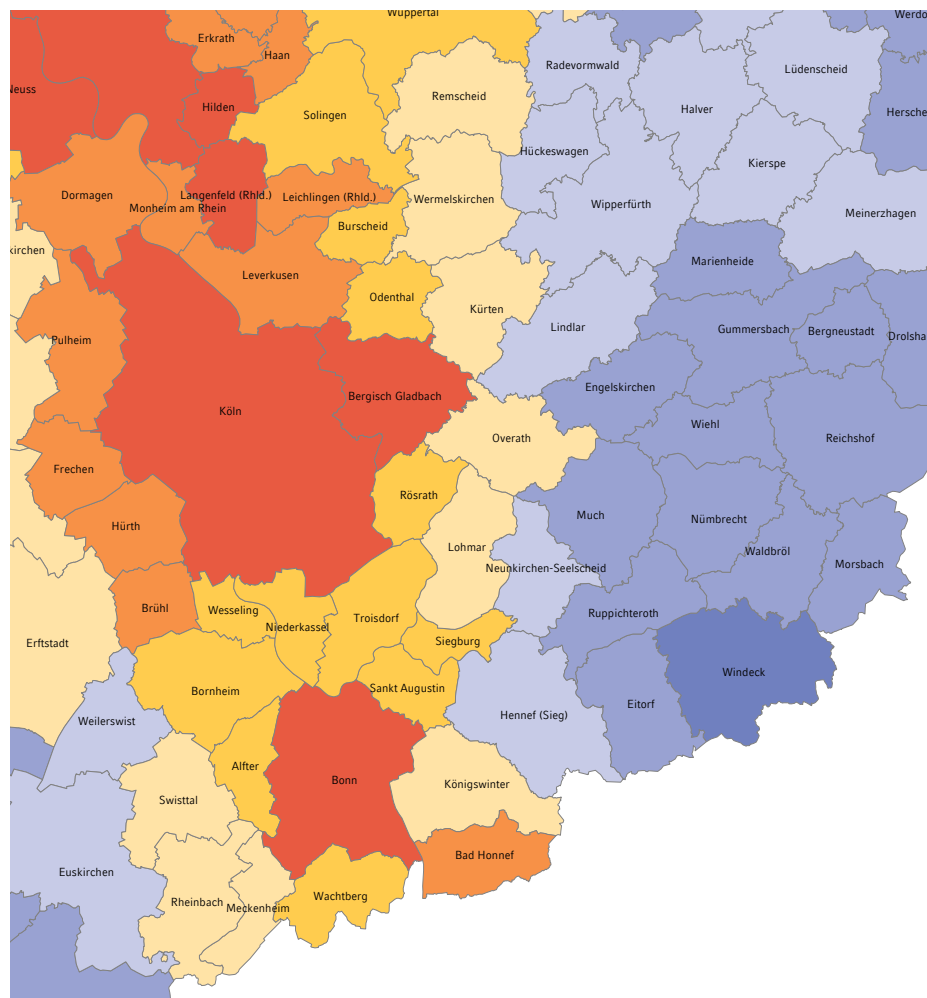 Wuppertal
Werdo
Erkrath
Haan
Radevormwald
Lüdenscheid
Neuss
Remscheid
Hilden
Solingen
Halver
Hersche
Hückeswagen
Kierspe
Dormagen
Langenfeld (Rhld.)
Leichlingen (Rhld.)
Wermelskirchen
Wipperfürth
Monheim am Rhein
Meinerzhagen
Burscheid
kirchen
Marienheide
Leverkusen
Odenthal
Kürten
Lindlar
Gummersbach
Bergneustadt
Drolsha
Pulheim
Engelskirchen
Bergisch Gladbach
Köln
Wiehl
Overath
Reichshof
Frechen
Rösrath
Much
Nümbrecht
Hürth
Lohmar
Waldbröl
Neunkirchen-Seelscheid
Morsbach
Brühl
Wesseling
Ruppichteroth
Troisdorf
Niederkassel
Siegburg
Erftstadt
Windeck
Bornheim
Sankt Augustin
Eitorf
Hennef (Sieg)
Weilerswist
Alfter
Bonn
Königswinter
Swisttal
Bad Honnef
Euskirchen
Wachtberg
Rheinbach
Meckenheim